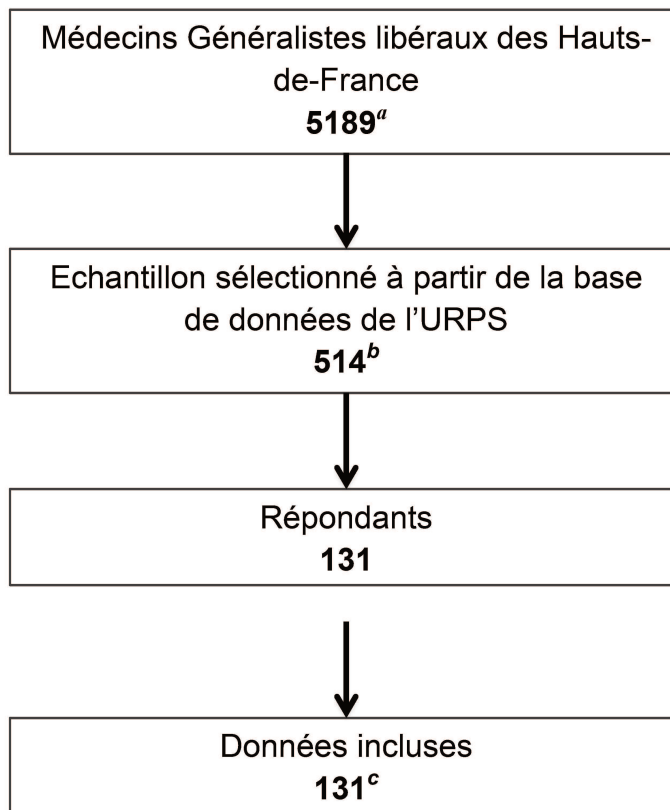 Médecins Généralistes libéraux des Hauts-
de-France
5189a
Echantillon sélectionné à partir de la base
de données de l’URPS
514b
Répondants
131
Données incluses
131c